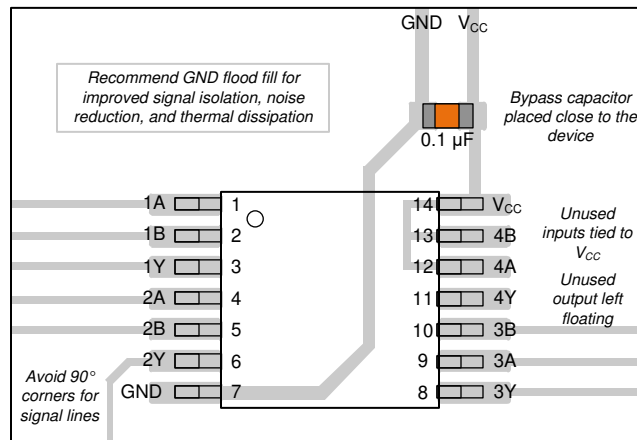 GND VCC
Recommend GND flood fill for
improved signal isolation, noise
reduction, and thermal dissipation
Bypass capacitor
placed close to the
device
0.1 µF
1A 1 14 VCC
1B 2 13 4B
1Y 3 12 4A
2A 4 11 4Y
2B 5 10 3B
2Y 6 9 3A
GND 7 8 3Y
Unused
inputs tied to
VCC
Unused
output left
floating
Avoid 90°
corners for
signal lines